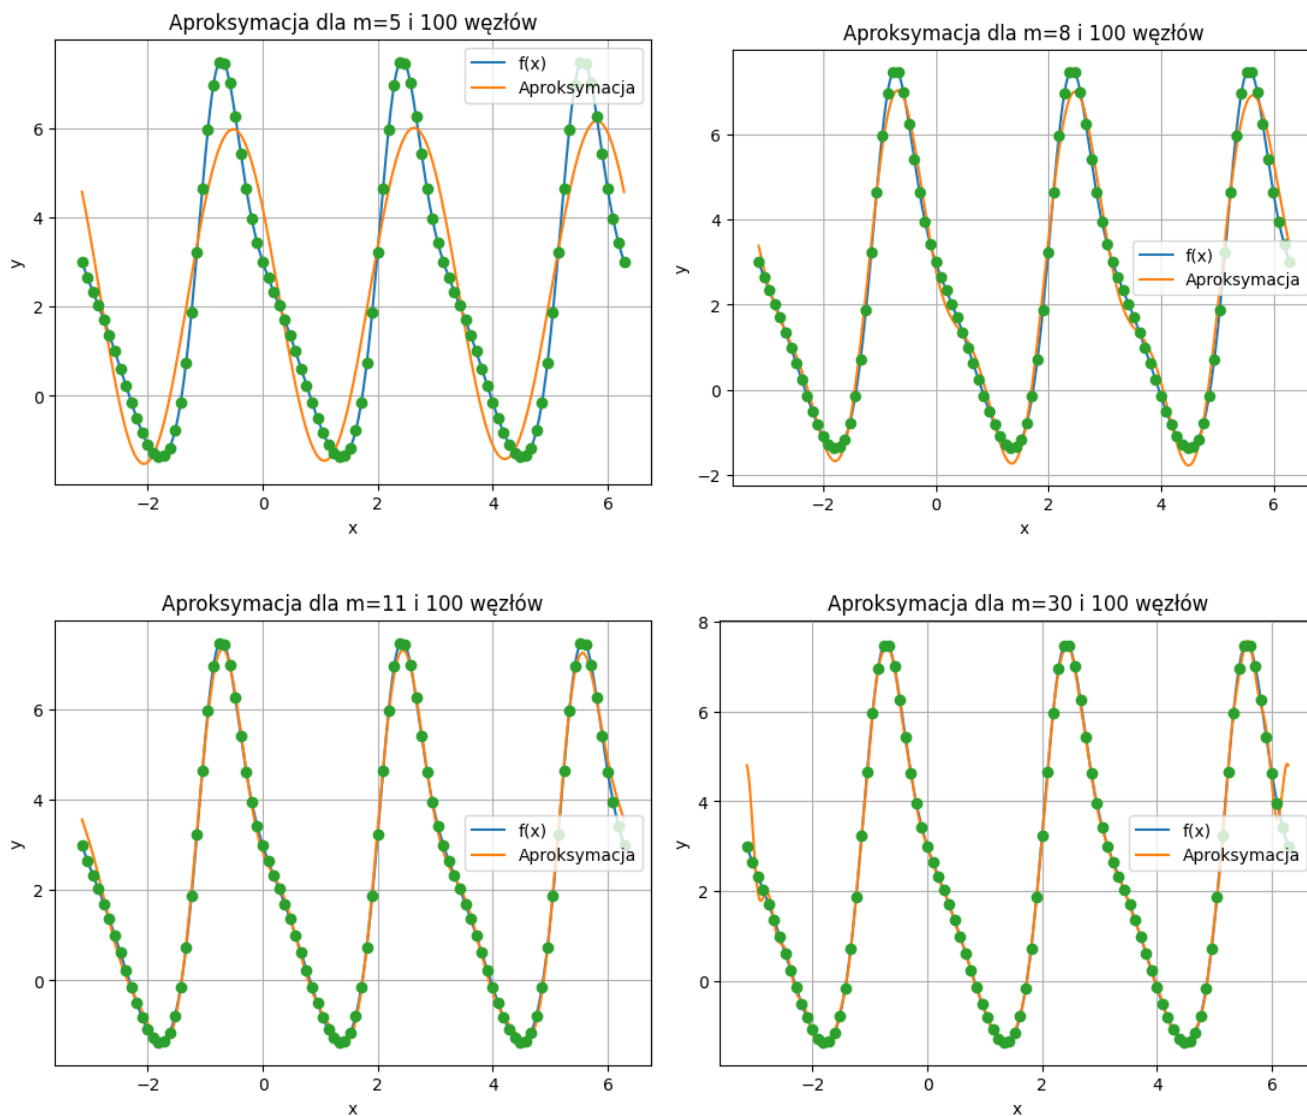 Aproksymacja dla m=5 i 100 węzłów
f(x)
Aproksymacja
6
4
2
0
y
−2
0
2
4
6
x
Aproksymacja dla m=8 i 100 węzłów
8
6
4
2
0
−2
y
f(x)
Aproksymacja
−2
0
2
4
6
x
Aproksymacja dla m=11 i 100 węzłów
6
4
2
0
y
f(x)
Aproksymacja
−2
0
2
4
6
x
Aproksymacja dla m=30 i 100 węzłów
8
6
4
2
0
y
f(x)
Aproksymacja
−2
0
2
4
6
x